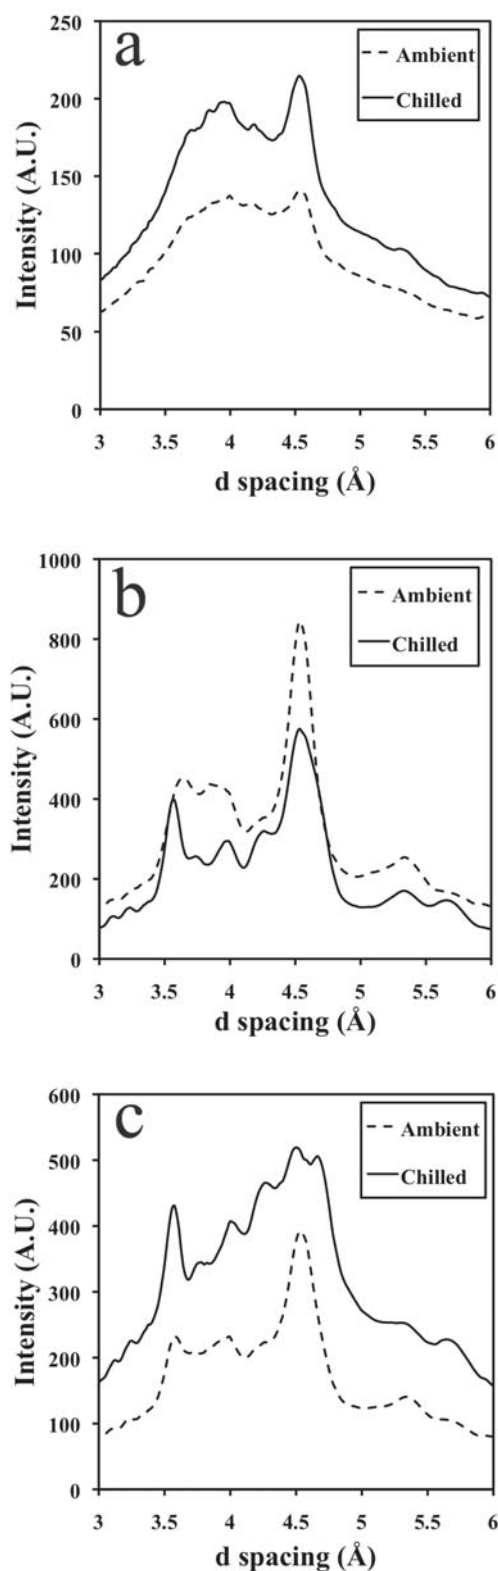 a
250
Ambient
200
Chilled
150
100
50
0
Intensity (A.U.)
3 3.5 4 4.5 5 5.5 6
d spacing (Å)
b
1000
Ambient
800
Chilled
600
400
200
0
Intensity (A.U.)
3 3.5 4 4.5 5 5.5 6
d spacing (Å)
c
600
Ambient
500
Chilled
400
300
200
100
0
Intensity (A.U.)
3 3.5 4 4.5 5 5.5 6
d spacing (Å)